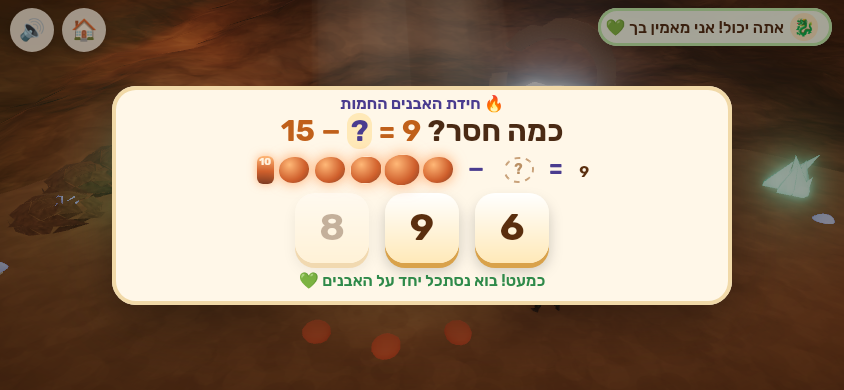 אתה יכול! אני מאמין בך 💚
🔥 חידת האבנים החמות
כמה חסר? 15 − ? = 9
10 − ? = 9
8 9 6
כמעט! בוא נסתכל יחד על האבנים 💚